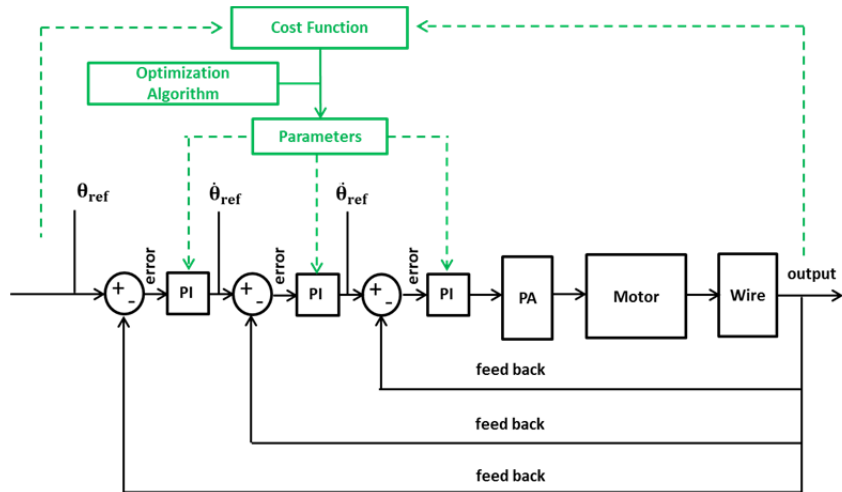 Cost Function
Optimization
Algorithm
Parameters
θref
θ̇ref
θ̇ref
error
error
error
+
-
PI
+
-
PI
+
-
PI
PA
Motor
Wire
output
feed back
feed back
feed back